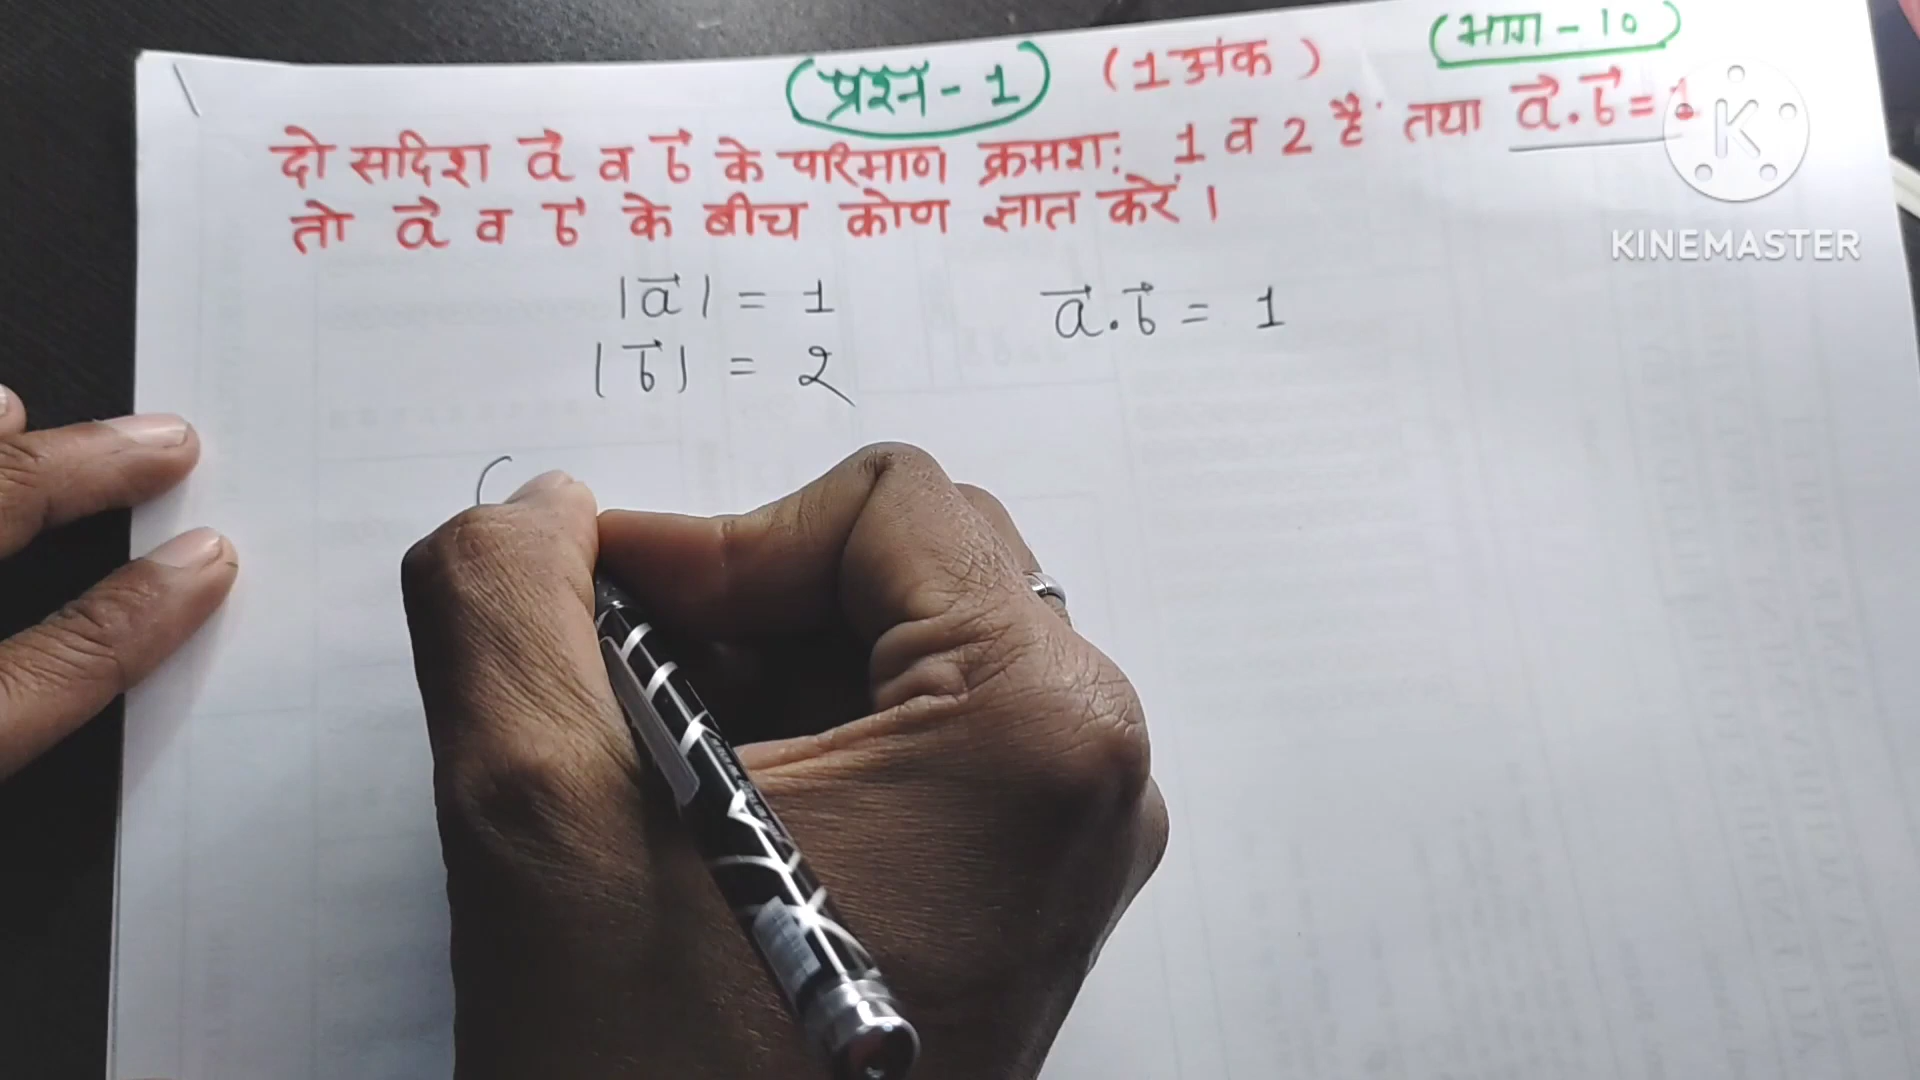 (प्रश्न - 1) (1 अंक) (भाग - 10)
दो सदिश a⃗ व b⃗ के परिमाण क्रमशः 1 व 2 है तथा a⃗.b⃗ = 1
तो a⃗ व b⃗ के बीच कोण ज्ञात करें।
|a⃗| = 1 a⃗.b⃗ = 1
|b⃗| = 2
KINEMASTER